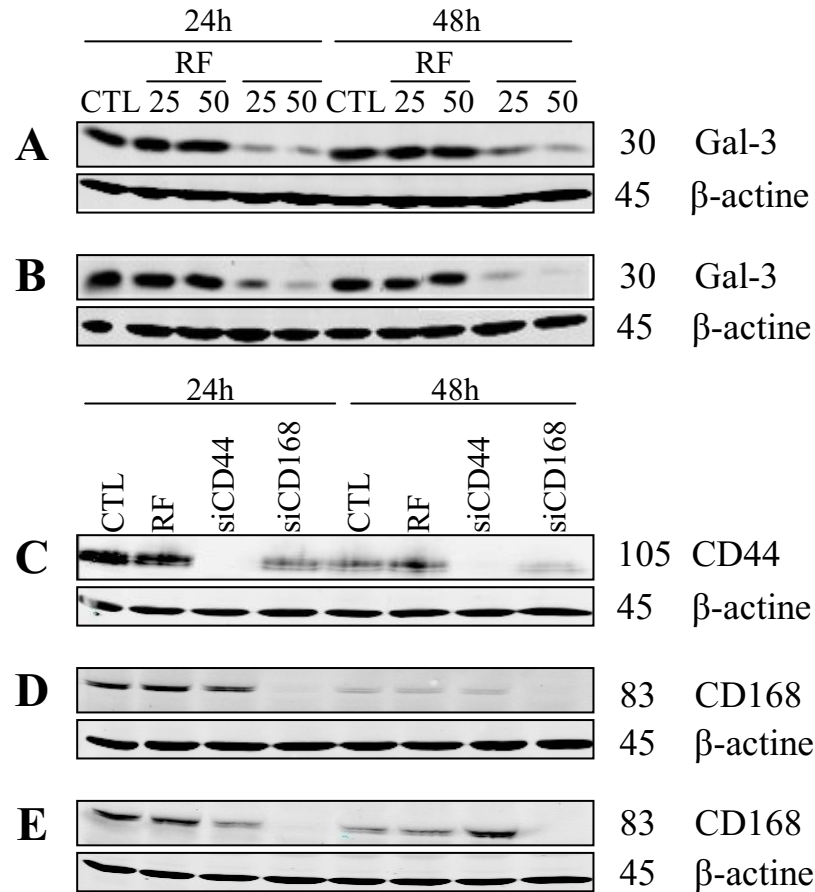 24h 48h
RF RF
CTL 25 50 25 50 CTL 25 50 25 50
A 30 Gal-3
45 β-actine
B 30 Gal-3
45 β-actine
24h 48h
CTL RF siCD44 siCD168 CTL RF siCD44 siCD168
C 105 CD44
45 β-actine
D 83 CD168
45 β-actine
E 83 CD168
45 β-actine